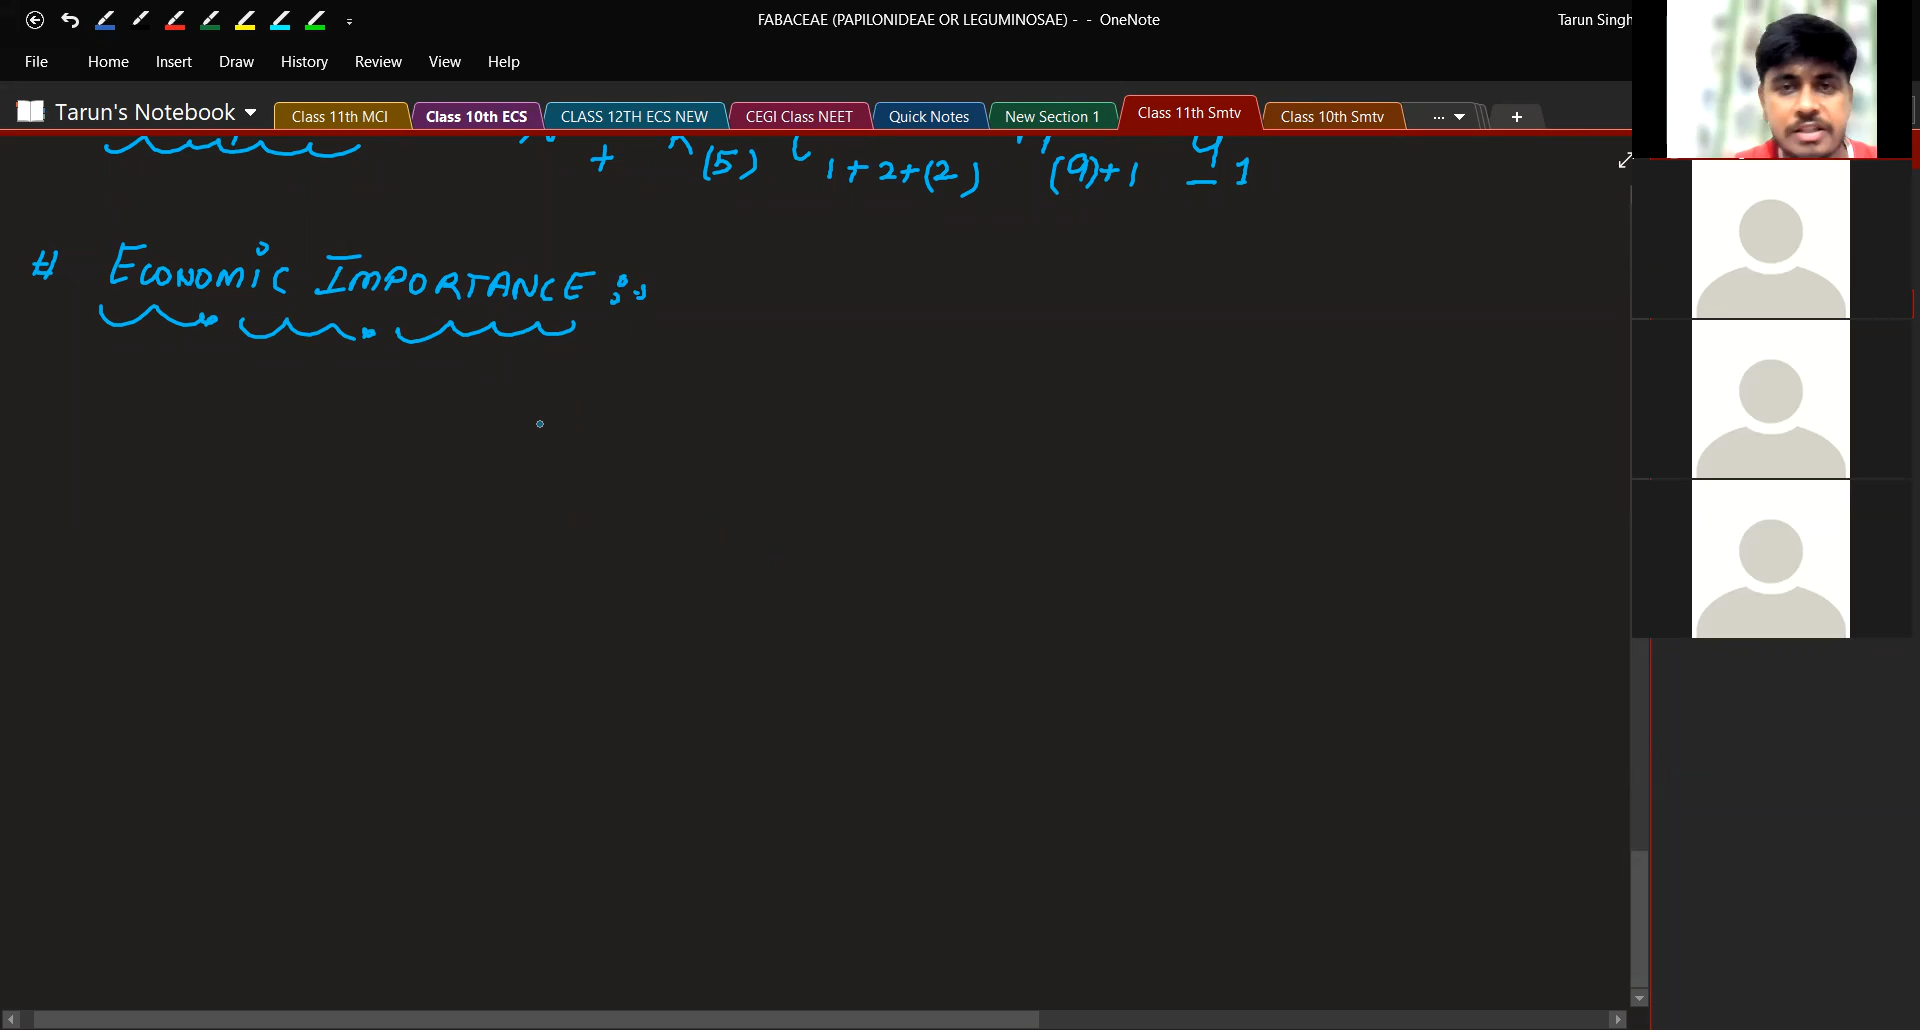 FABACEAE (PAPILONIDEAE OR LEGUMINOSAE) - - OneNote
Tarun Singh
File Home Insert Draw History Review View Help
Tarun's Notebook
Class 11th MCI Class 10th ECS CLASS 12TH ECS NEW CEGI Class NEET Quick Notes New Section 1 Class 11th Smtv Class 10th Smtv ... +
+ (5) 1+2+(2) (9)+1 1
# ECONOMIC IMPORTANCE :-